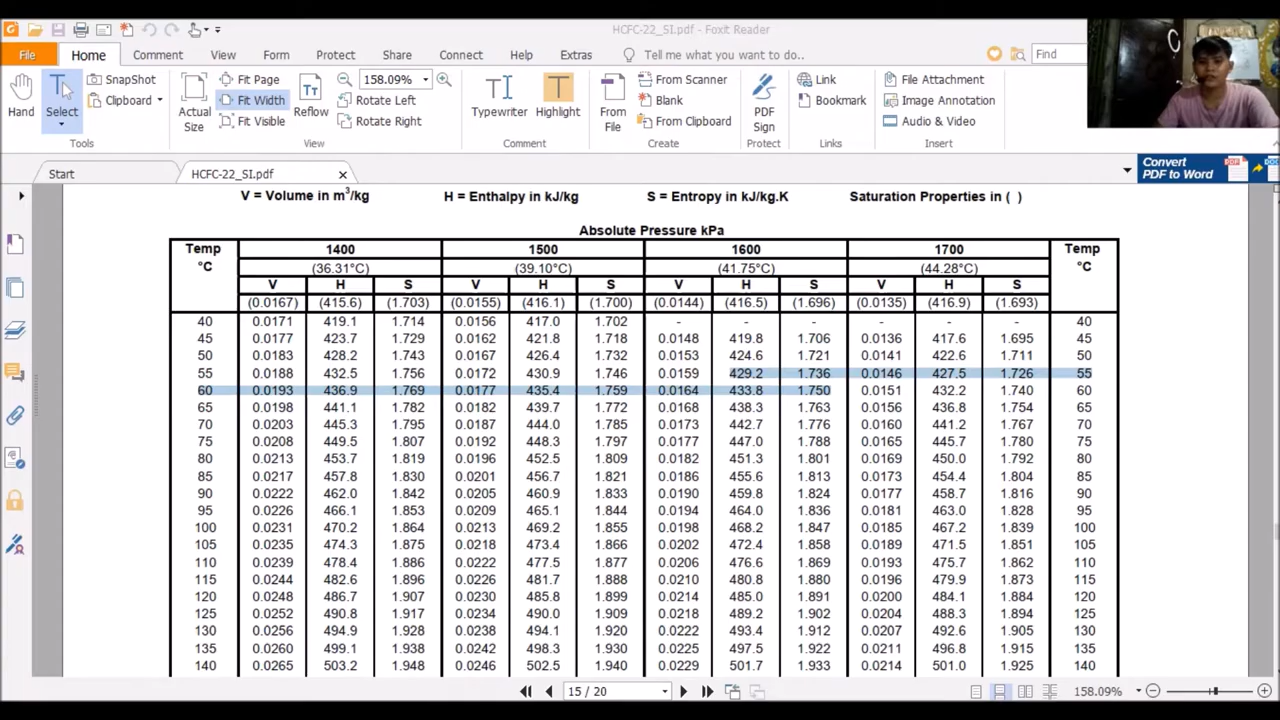 HCFC-22_SI.pdf - Foxit Reader
File Home Comment View Form Protect Share Connect Help Extras Tell me what you want to do.. Find
Hand
Select
SnapShot
Clipboard
Tools
Actual Size
Fit Page
Fit Width
Fit Visible
Reflow
158.09%
Rotate Left
Rotate Right
View
Typewriter
Highlight
Comment
From File
From Scanner
Blank
From Clipboard
Create
PDF Sign
Protect
Link
Bookmark
Links
File Attachment
Image Annotation
Audio & Video
Insert
Start HCFC-22_SI.pdf
Convert
PDF to Word
V = Volume in m³/kg H = Enthalpy in kJ/kg S = Entropy in kJ/kg.K Saturation Properties in ( )
Absolute Pressure kPa
Temp 1400 1500 1600 1700 Temp
°C (36.31°C) (39.10°C) (41.75°C) (44.28°C) °C
V H S V H S V H S V H S
(0.0167) (415.6) (1.703) (0.0155) (416.1) (1.700) (0.0144) (416.5) (1.696) (0.0135) (416.9) (1.693)
40 0.0171 419.1 1.714 0.0156 417.0 1.702 - - - - - - 40
45 0.0177 423.7 1.729 0.0162 421.8 1.718 0.0148 419.8 1.706 0.0136 417.6 1.695 45
50 0.0183 428.2 1.743 0.0167 426.4 1.732 0.0153 424.6 1.721 0.0141 422.6 1.711 50
55 0.0188 432.5 1.756 0.0172 430.9 1.746 0.0159 429.2 1.736 0.0146 427.5 1.726 55
60 0.0193 436.9 1.769 0.0177 435.4 1.759 0.0164 433.8 1.750 0.0151 432.2 1.740 60
65 0.0198 441.1 1.782 0.0182 439.7 1.772 0.0168 438.3 1.763 0.0156 436.8 1.754 65
70 0.0203 445.3 1.795 0.0187 444.0 1.785 0.0173 442.7 1.776 0.0160 441.2 1.767 70
75 0.0208 449.5 1.807 0.0192 448.3 1.797 0.0177 447.0 1.788 0.0165 445.7 1.780 75
80 0.0213 453.7 1.819 0.0196 452.5 1.809 0.0182 451.3 1.801 0.0169 450.0 1.792 80
85 0.0217 457.8 1.830 0.0201 456.7 1.821 0.0186 455.6 1.813 0.0173 454.4 1.804 85
90 0.0222 462.0 1.842 0.0205 460.9 1.833 0.0190 459.8 1.824 0.0177 458.7 1.816 90
95 0.0226 466.1 1.853 0.0209 465.1 1.844 0.0194 464.0 1.836 0.0181 463.0 1.828 95
100 0.0231 470.2 1.864 0.0213 469.2 1.855 0.0198 468.2 1.847 0.0185 467.2 1.839 100
105 0.0235 474.3 1.875 0.0218 473.4 1.866 0.0202 472.4 1.858 0.0189 471.5 1.851 105
110 0.0239 478.4 1.886 0.0222 477.5 1.877 0.0206 476.6 1.869 0.0193 475.7 1.862 110
115 0.0244 482.6 1.896 0.0226 481.7 1.888 0.0210 480.8 1.880 0.0196 479.9 1.873 115
120 0.0248 486.7 1.907 0.0230 485.8 1.899 0.0214 485.0 1.891 0.0200 484.1 1.884 120
125 0.0252 490.8 1.917 0.0234 490.0 1.909 0.0218 489.2 1.902 0.0204 488.3 1.894 125
130 0.0256 494.9 1.928 0.0238 494.1 1.920 0.0222 493.4 1.912 0.0207 492.6 1.905 130
135 0.0260 499.1 1.938 0.0242 498.3 1.930 0.0225 497.5 1.922 0.0211 496.8 1.915 135
140 0.0265 503.2 1.948 0.0246 502.5 1.940 0.0229 501.7 1.933 0.0214 501.0 1.925 140
15 / 20 158.09%